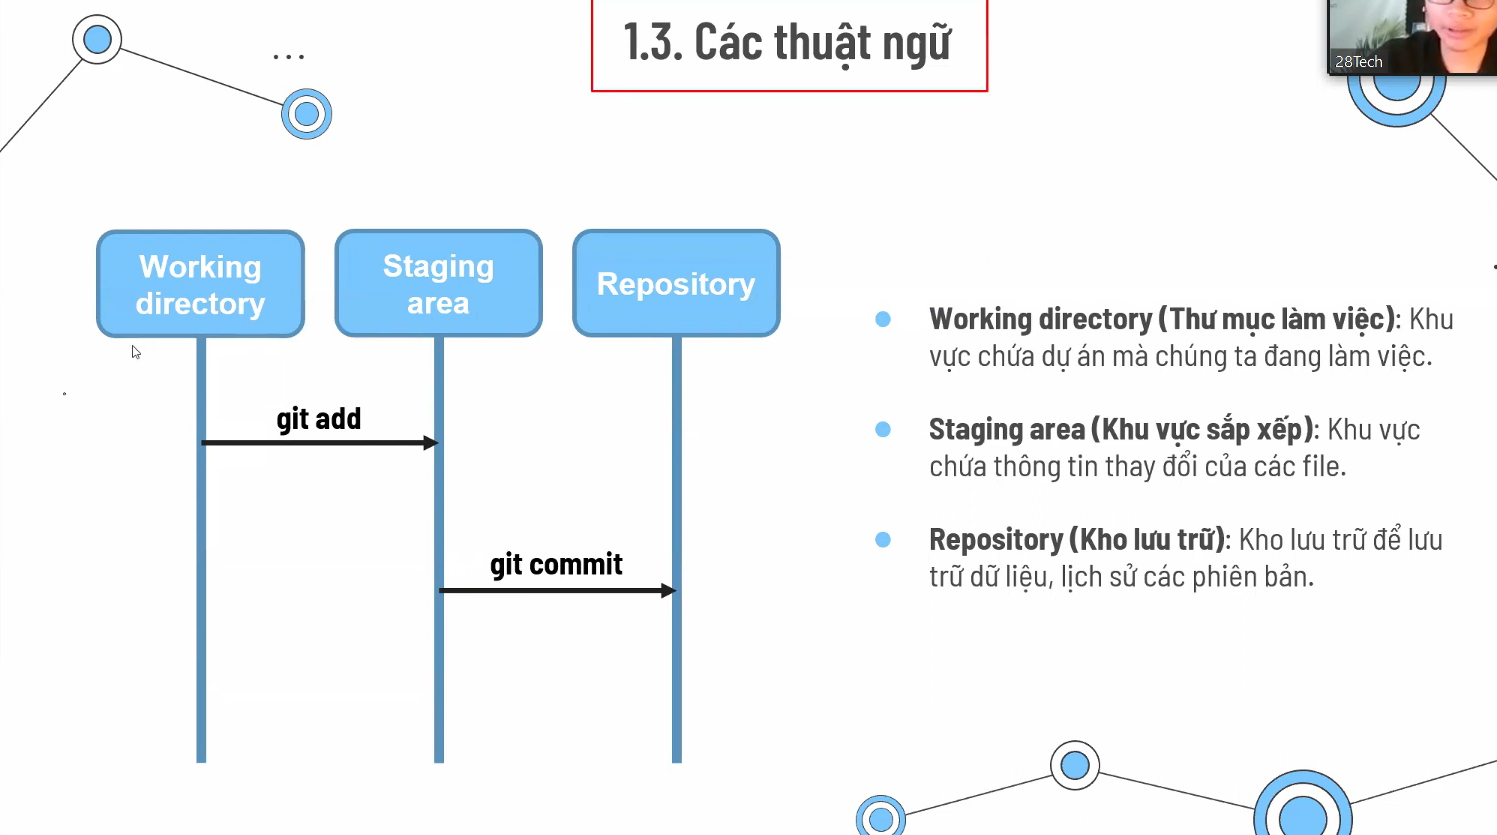 ...
1.3. Các thuật ngữ
28Tech
Working
directory
Staging
area
Repository
git add
git commit
Working directory (Thư mục làm việc): Khu
vực chứa dự án mà chúng ta đang làm việc.
Staging area (Khu vực sắp xếp): Khu vực
chứa thông tin thay đổi của các file.
Repository (Kho lưu trữ): Kho lưu trữ để lưu
trữ dữ liệu, lịch sử các phiên bản.